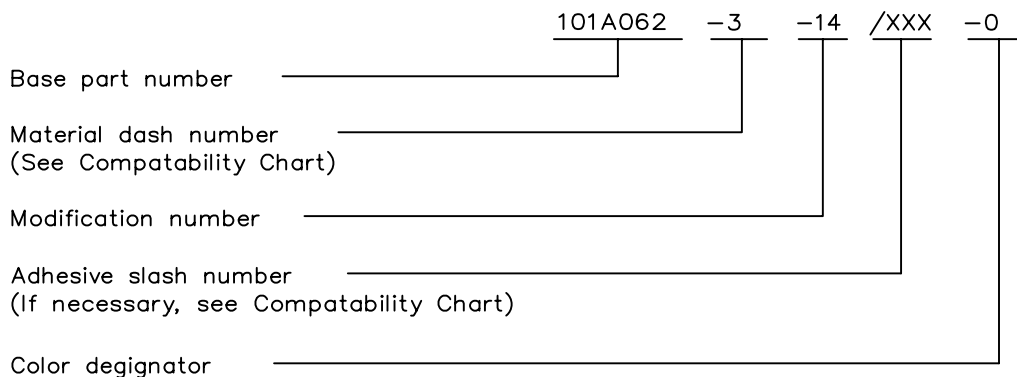 101A062 -3 -14 /XXX -0
Base part number
Material dash number
(See Compatability Chart)
Modification number
Adhesive slash number
(If necessary, see Compatability Chart)
Color degignator